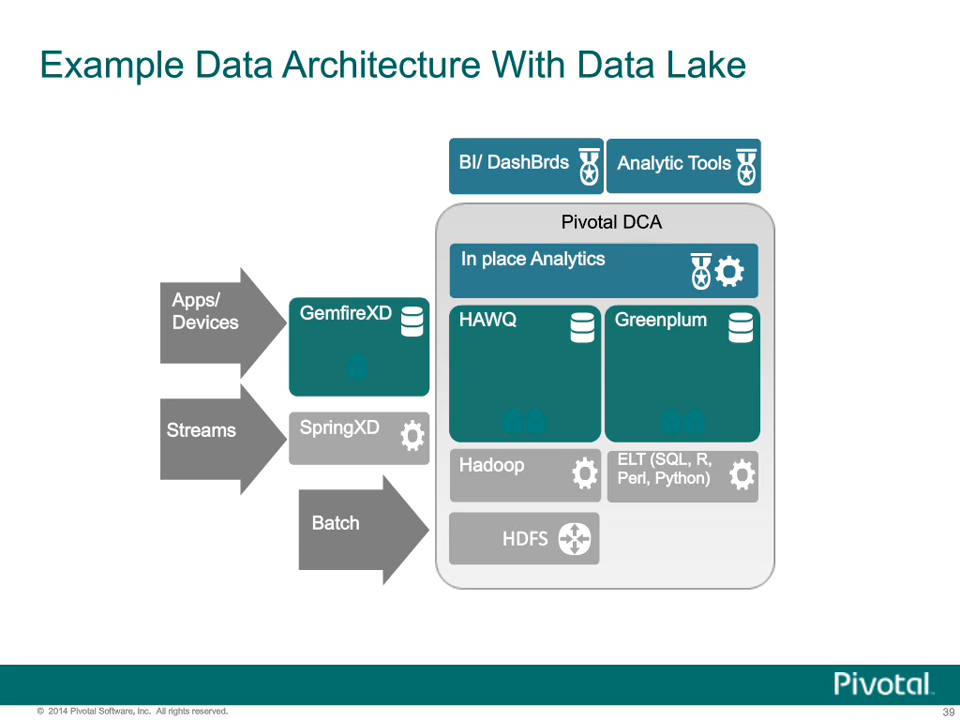 Example Data Architecture With Data Lake
BI/ DashBrds
Analytic Tools
Pivotal DCA
In place Analytics
Apps/
Devices
GemfireXD
HAWQ
Greenplum
Streams
SpringXD
Hadoop
ELT (SQL, R,
Perl, Python)
Batch
HDFS
Pivotal™
© 2014 Pivotal Software, Inc. All rights reserved.
39